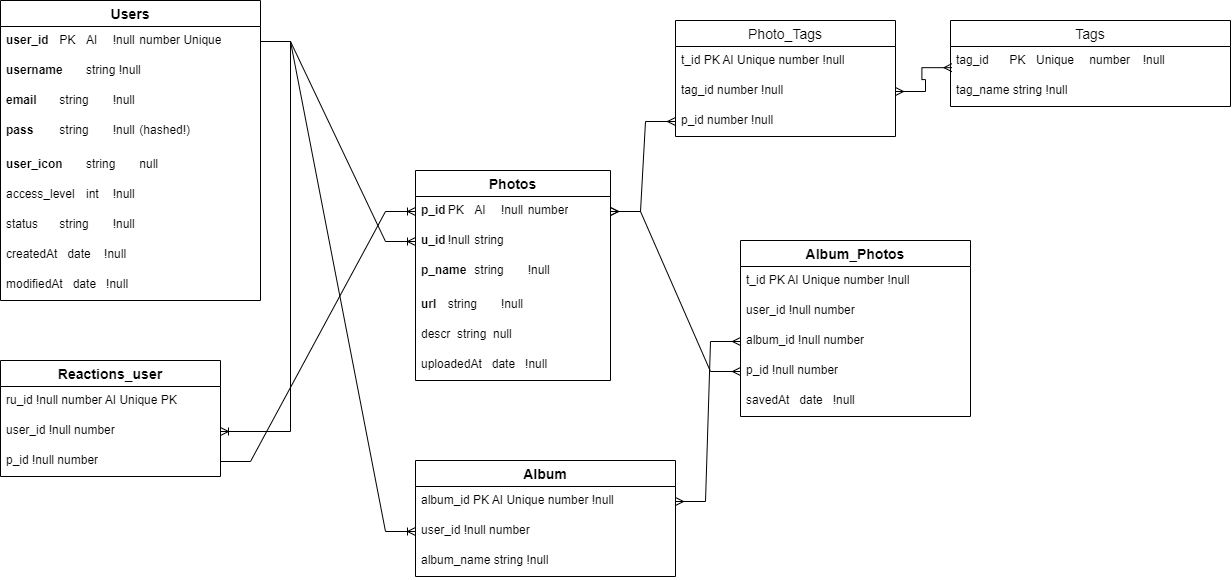 Users
user_id PK AI !null number Unique
username string !null
email string !null
pass string !null (hashed!)
user_icon string null
access_level int !null
status string !null
createdAt date !null
modifiedAt date !null
Reactions_user
ru_id !null number AI Unique PK
user_id !null number
p_id !null number
Photos
p_id PK AI !null number
u_id !null string
p_name string !null
url string !null
descr string null
uploadedAt date !null
Album
album_id PK AI Unique number !null
user_id !null number
album_name string !null
Photo_Tags
t_id PK AI Unique number !null
tag_id number !null
p_id number !null
Tags
tag_id PK Unique number !null
tag_name string !null
Album_Photos
t_id PK AI Unique number !null
user_id !null number
album_id !null number
p_id !null number
savedAt date !null